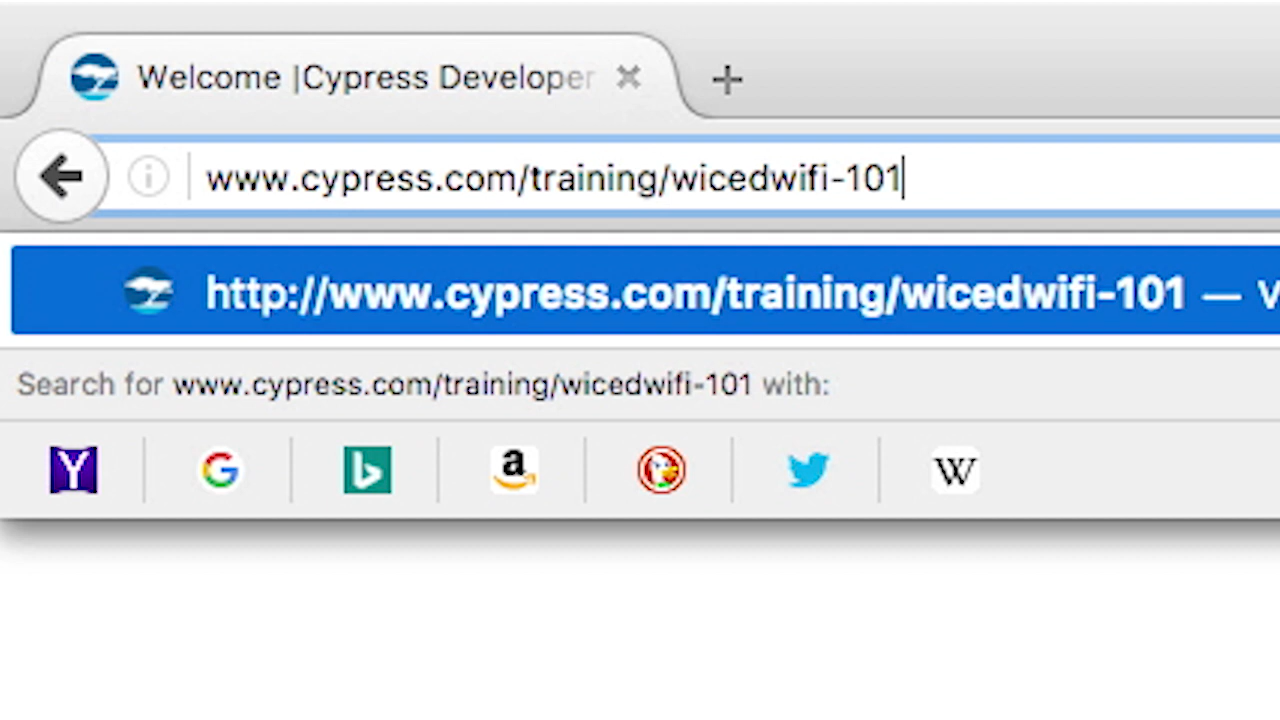 Welcome |Cypress Developer
www.cypress.com/training/wicedwifi-101
http://www.cypress.com/training/wicedwifi-101 — V
Search for www.cypress.com/training/wicedwifi-101 with:
Y G b a W